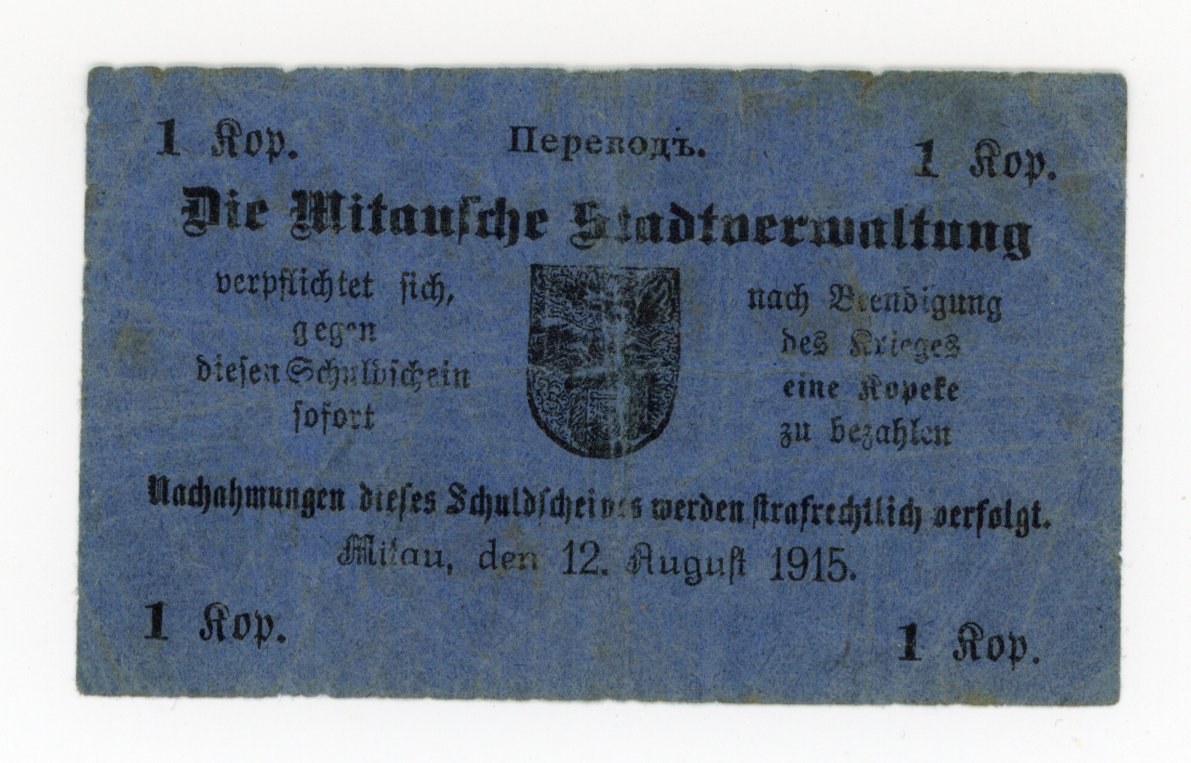 1 Kop.
Переводъ.
1 Kop.
Die Mitausche Stadtverwaltung
verpflichtet sich,
gegen
diesen Schuldschein
sofort
nach Beendigung
des Krieges
eine Kopeke
zu bezahlen
Nachahmungen dieses Schuldscheines werden strafrechtlich verfolgt.
Mitau, den 12. August 1915.
1 Kop.
1 Kop.